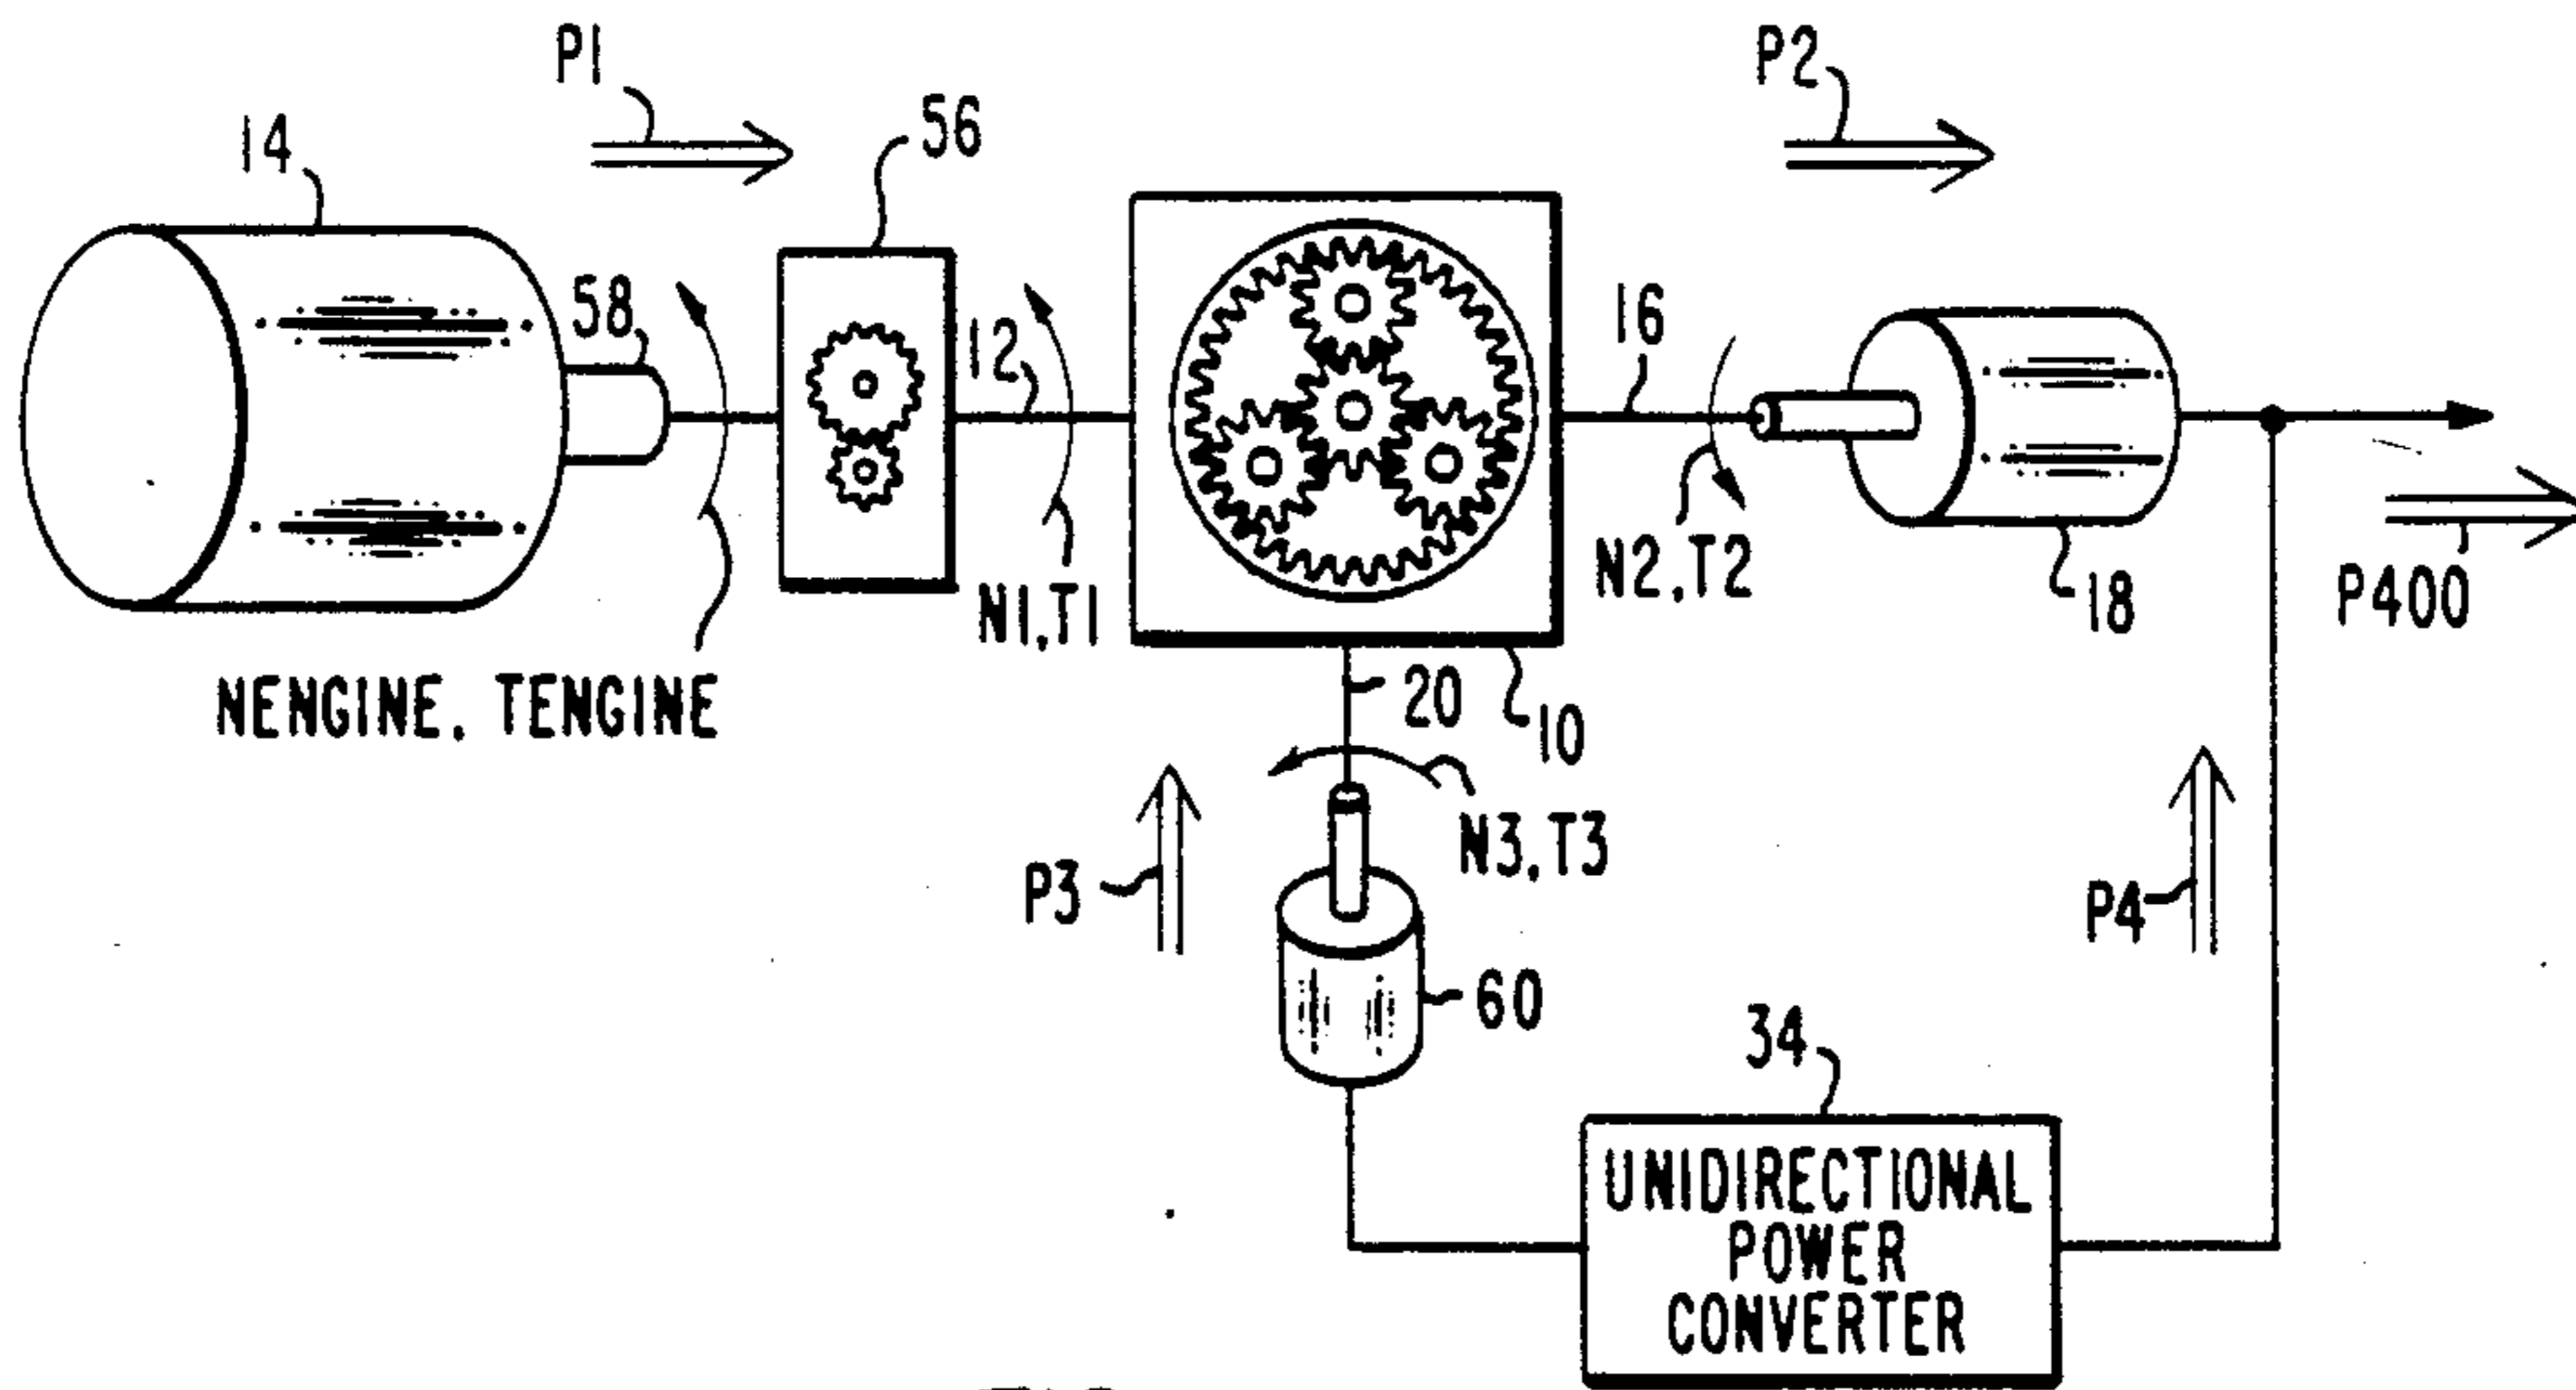 P1
P2
14
56
58
12
16
NENGINE, TENGINE
N1,T1
N2,T2
18
P400
20
10
P3
N3,T3
P4
60
34
UNIDIRECTIONAL
POWER
CONVERTER